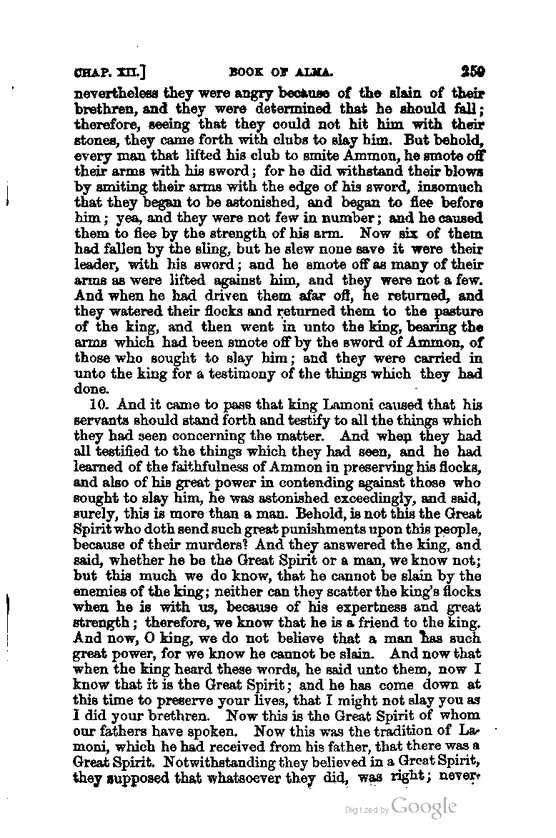 CHAP. XII.] BOOK OF ALMA. 259
nevertheless they were angry because of the slain of their
brethren, and they were determined that he should fall;
therefore, seeing that they could not hit him with their
stones, they came forth with clubs to slay him. But behold,
every man that lifted his club to smite Ammon, he smote off
their arms with his sword; for he did withstand their blows
by smiting their arms with the edge of his sword, insomuch
that they began to be astonished, and began to flee before
him; yea, and they were not few in number; and he caused
them to flee by the strength of his arm. Now six of them
had fallen by the sling, but he slew none save it were their
leader, with his sword; and he smote off as many of their
arms as were lifted against him, and they were not a few.
And when he had driven them afar off, he returned, and
they watered their flocks and returned them to the pasture
of the king, and then went in unto the king, bearing the
arms which had been smote off by the sword of Ammon, of
those who sought to slay him; and they were carried in
unto the king for a testimony of the things which they had
done.
10. And it came to pass that king Lamoni caused that his
servants should stand forth and testify to all the things which
they had seen concerning the matter. And when they had
all testified to the things which they had seen, and he had
learned of the faithfulness of Ammon in preserving his flocks,
and also of his great power in contending against those who
sought to slay him, he was astonished exceedingly, and said,
surely, this is more than a man. Behold, is not this the Great
Spirit who doth send such great punishments upon this people,
because of their murders? And they answered the king, and
said, whether he be the Great Spirit or a man, we know not;
but this much we do know, that he cannot be slain by the
enemies of the king; neither can they scatter the king's flocks
when he is with us, because of his expertness and great
strength; therefore, we know that he is a friend to the king.
And now, O king, we do not believe that a man has such
great power, for we know he cannot be slain. And now that
when the king heard these words, he said unto them, now I
know that it is the Great Spirit; and he has come down at
this time to preserve your lives, that I might not slay you as
I did your brethren. Now this is the Great Spirit of whom
our fathers have spoken. Now this was the tradition of La-
moni, which he had received from his father, that there was a
Great Spirit. Notwithstanding they believed in a Great Spirit,
they supposed that whatsoever they did, was right; never-
Digitized by Google